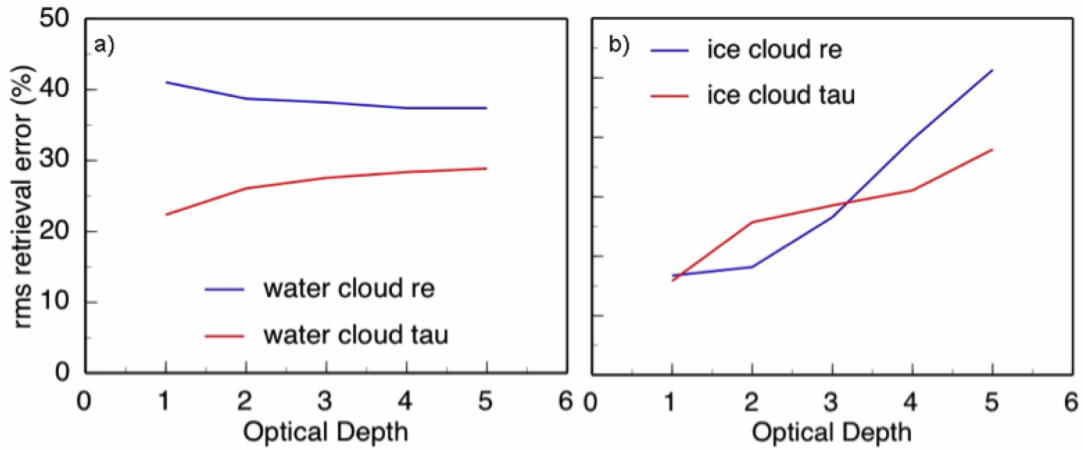 50
40
30
20
10
0
rms retrieval error (%)
a)
water cloud re
water cloud tau
0 1 2 3 4 5 6
Optical Depth
b)
ice cloud re
ice cloud tau
0 1 2 3 4 5 6
Optical Depth